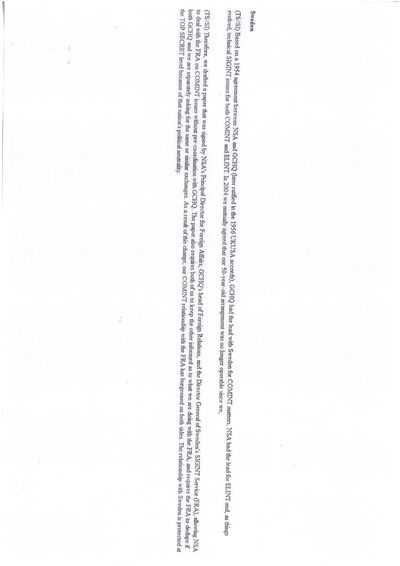 Sweden
(TS//SI) Based on a 1954 agreement between NSA and GCHQ (later ratified in the 1956 UKUSA accords), GCHQ had the lead with Sweden for COMINT matters. NSA had the lead for ELINT and, as things
evolved, technical SIGINT issues for both COMINT and ELINT. In 2004 we mutually agreed that our 50-year-old arrangement was no longer operable since we,
(TS//SI) Therefore, we drafted a paper that was signed by NSA's Principal Director for Foreign Affairs, GCHQ's head of Foreign Relations, and the Director General of Sweden's SIGINT Service (FRA), allowing NSA
to deal with the FRA on COMINT issues without pre-coordination with GCHQ. The paper also requires both of us to keep the other informed as to what we are doing with the FRA, and requires the FRA to dedupe if
both GCHQ and we are separately asking for the same or similar exchanges. As a result of this change, our COMINT relationship with the FRA has burgeoned on both sides. The relationship with Sweden is protected at
the TOP SECRET level because of that nation's political neutrality.